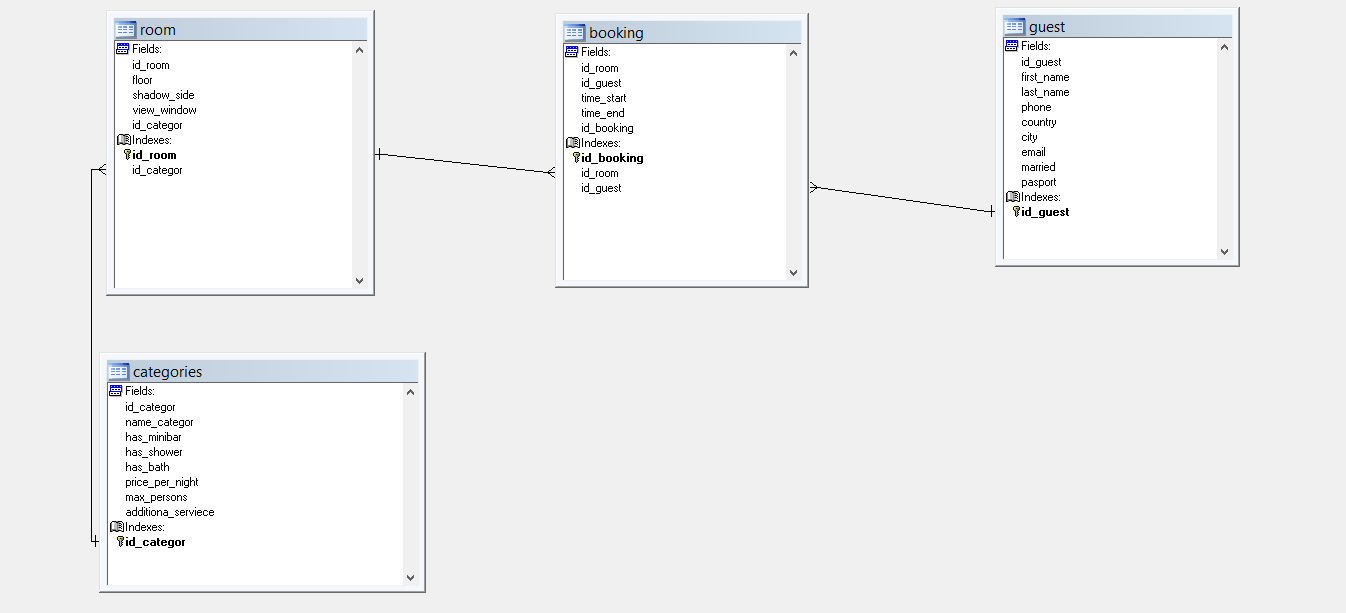 room
Fields:
id_room
floor
shadow_side
view_window
id_categor
Indexes:
id_room
id_categor
booking
Fields:
id_room
id_guest
time_start
time_end
id_booking
Indexes:
id_booking
id_room
id_guest
guest
Fields:
id_guest
first_name
last_name
phone
country
city
email
married
pasport
Indexes:
id_guest
categories
Fields:
id_categor
name_categor
has_minibar
has_shower
has_bath
price_per_night
max_persons
additiona_serviece
Indexes:
id_categor